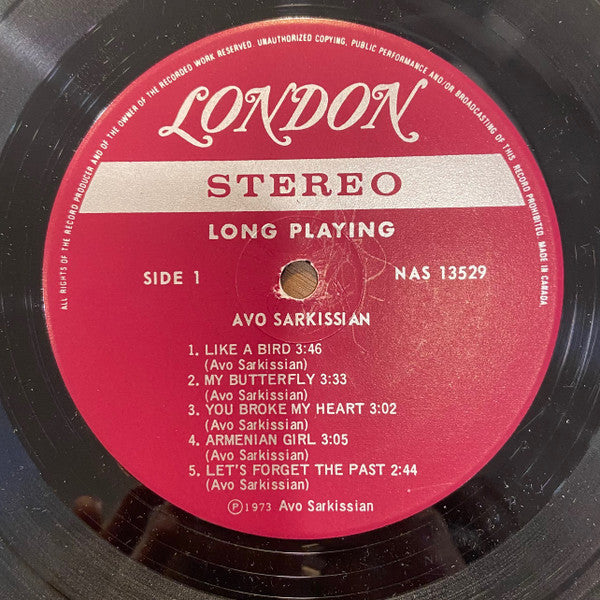 ALL RIGHTS OF THE RECORD PRODUCER AND OF THE OWNER OF THE RECORDED WORK RESERVED. UNAUTHORIZED COPYING, PUBLIC PERFORMANCE AND/OR BROADCASTING OF THIS RECORD PROHIBITED. MADE IN CANADA.
LONDON
STEREO
LONG PLAYING
SIDE 1 NAS 13529
AVO SARKISSIAN
1. LIKE A BIRD 3:46
(Avo Sarkissian)
2. MY BUTTERFLY 3:33
(Avo Sarkissian)
3. YOU BROKE MY HEART 3:02
(Avo Sarkissian)
4. ARMENIAN GIRL 3:05
(Avo Sarkissian)
5. LET'S FORGET THE PAST 2:44
(Avo Sarkissian)
Ⓟ1973 Avo Sarkissian